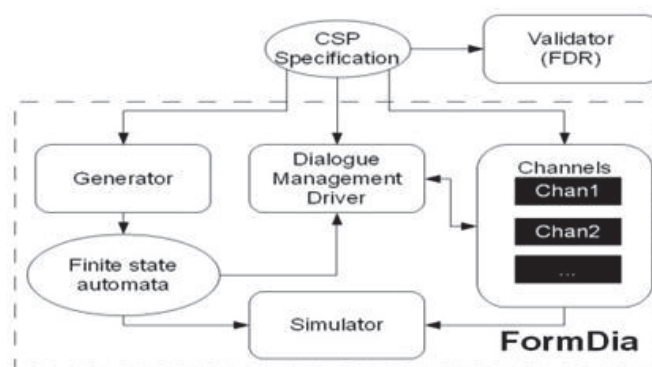 CSP
Specification
Validator
(FDR)
Generator
Dialogue
Management
Driver
Channels
Chan1
Chan2
...
Finite state
automata
Simulator
FormDia